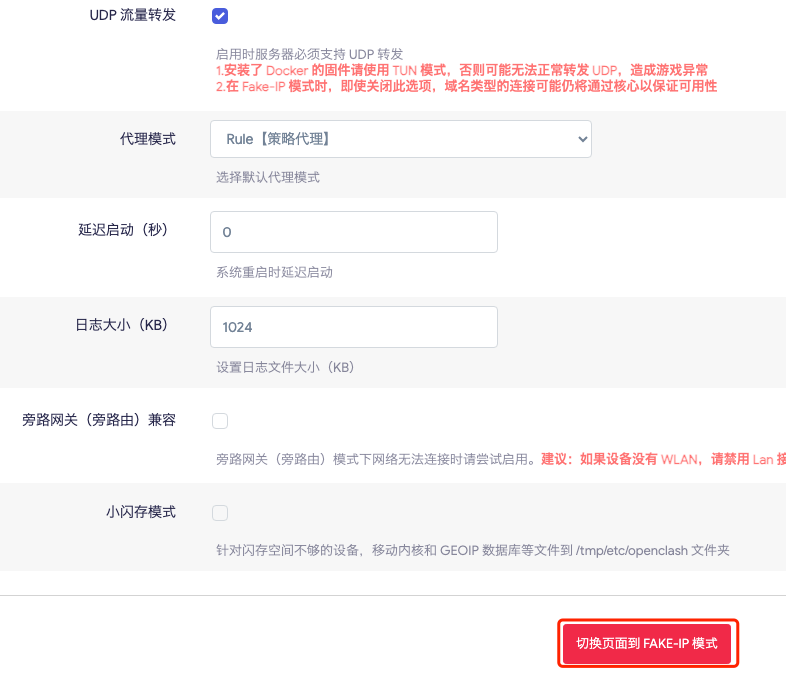 UDP 流量转发
启用时服务器必须支持 UDP 转发
1.安装了 Docker 的固件请使用 TUN 模式，否则可能无法正常转发 UDP，造成游戏异常
2.在 Fake-IP 模式时，即使关闭此选项，域名类型的连接可能仍将通过核心以保证可用性
代理模式
Rule【策略代理】
选择默认代理模式
延迟启动（秒）
0
系统重启时延迟启动
日志大小（KB）
1024
设置日志文件大小（KB）
旁路网关（旁路由）兼容
旁路网关（旁路由）模式下网络无法连接时请尝试启用。建议：如果设备没有 WLAN，请禁用 Lan 接
小闪存模式
针对闪存空间不够的设备，移动内核和 GEOIP 数据库等文件到 /tmp/etc/openclash 文件夹
切换页面到 FAKE-IP 模式